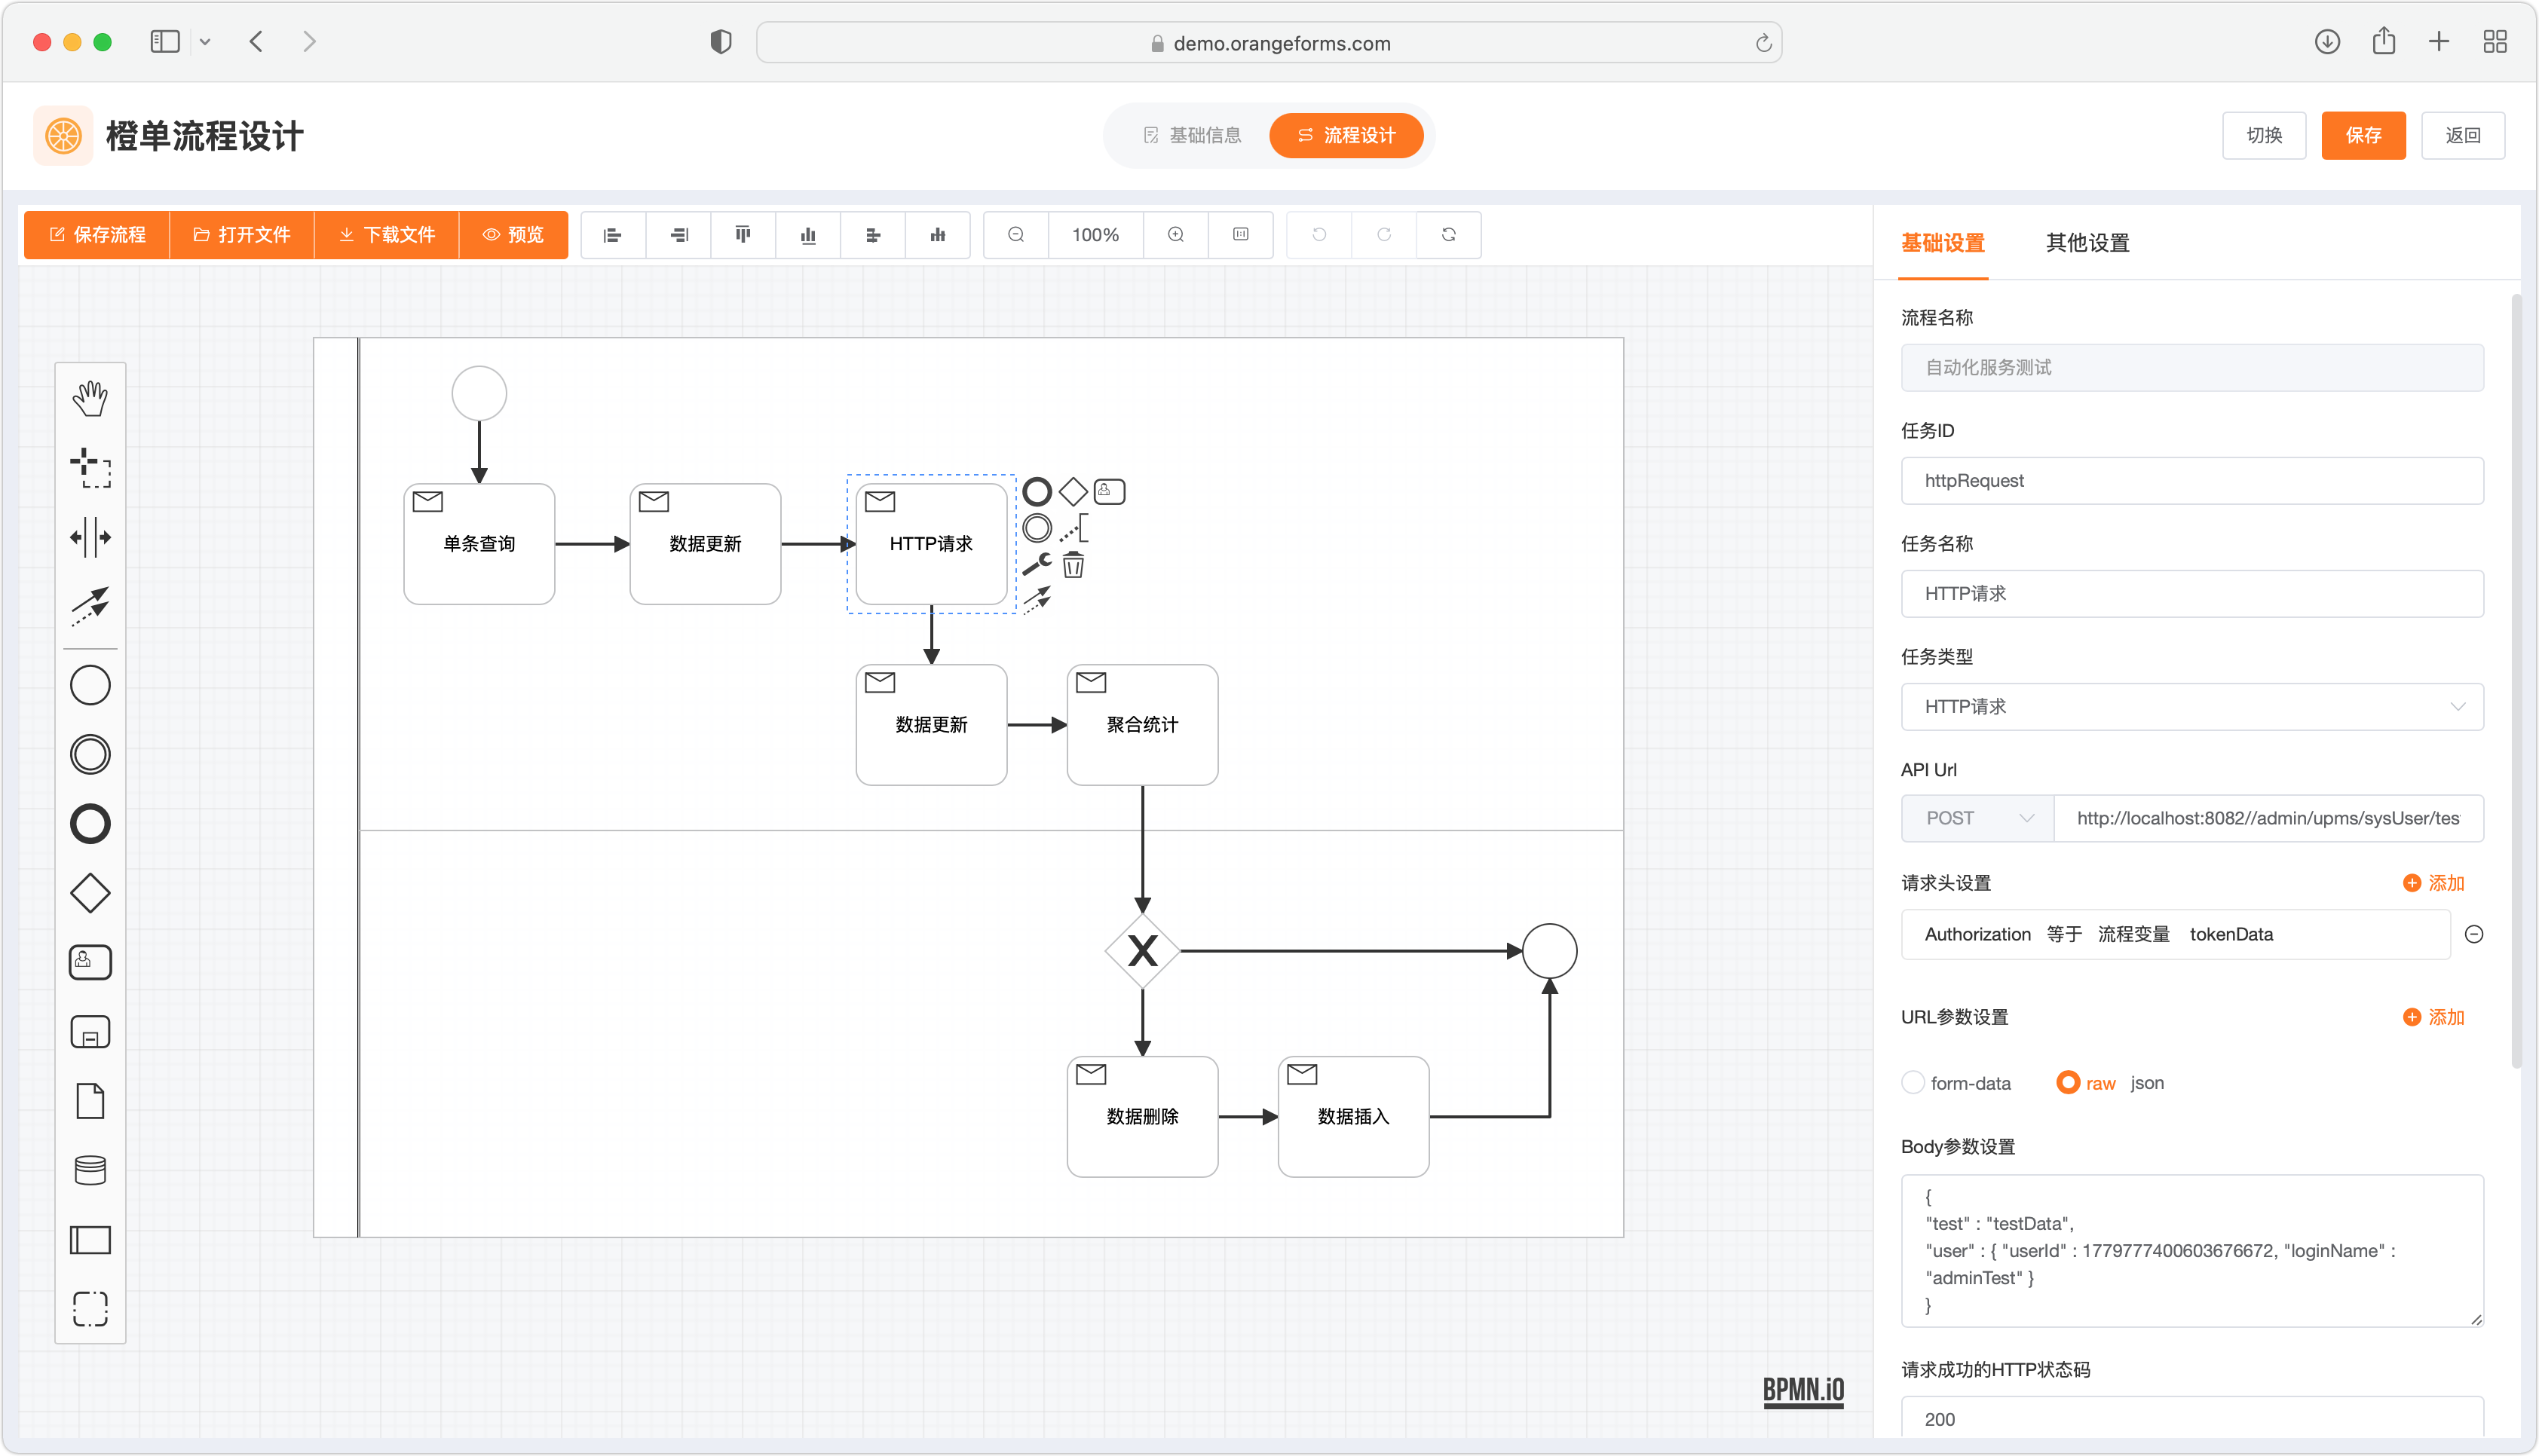 demo.orangeforms.com
橙单流程设计
基础信息
流程设计
切换
保存
返回
保存流程
打开文件
下载文件
预览
100%
基础设置
其他设置
流程名称
自动化服务测试
任务ID
httpRequest
任务名称
HTTP请求
任务类型
HTTP请求
API Url
POST
http://localhost:8082//admin/upms/sysUser/tes
请求头设置
添加
Authorization 等于 流程变量 tokenData
URL参数设置
添加
form-data
raw
json
Body参数设置
{
"test" : "testData",
"user" : { "userId" : 1779777400603676672, "loginName" :
"adminTest" }
}
请求成功的HTTP状态码
200
单条查询
数据更新
HTTP请求
数据更新
聚合统计
X
数据删除
数据插入
BPMN.iO